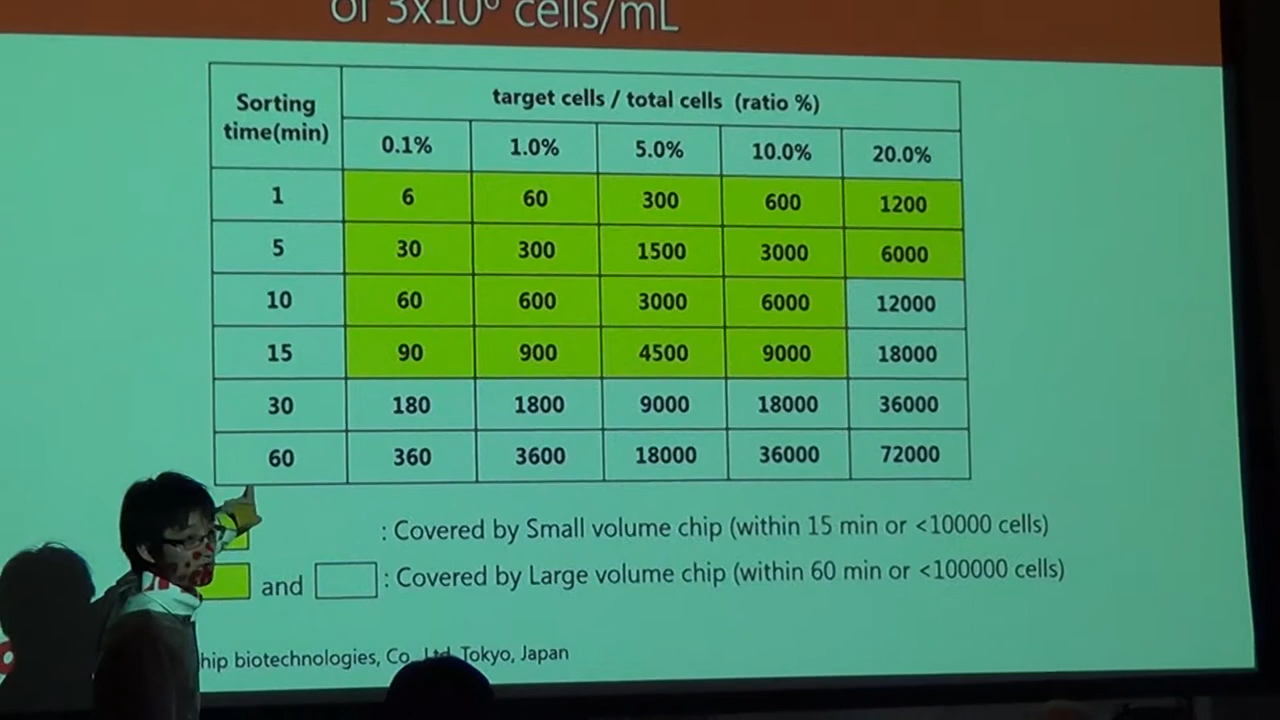 of 3x10⁶ cells/mL
Sorting time(min) target cells / total cells (ratio %)
0.1% 1.0% 5.0% 10.0% 20.0%
1 6 60 300 600 1200
5 30 300 1500 3000 6000
10 60 600 3000 6000 12000
15 90 900 4500 9000 18000
30 180 1800 9000 18000 36000
60 360 3600 18000 36000 72000
: Covered by Small volume chip (within 15 min or <10000 cells)
and : Covered by Large volume chip (within 60 min or <100000 cells)
hip biotechnologies, Co., Ltd. Tokyo, Japan